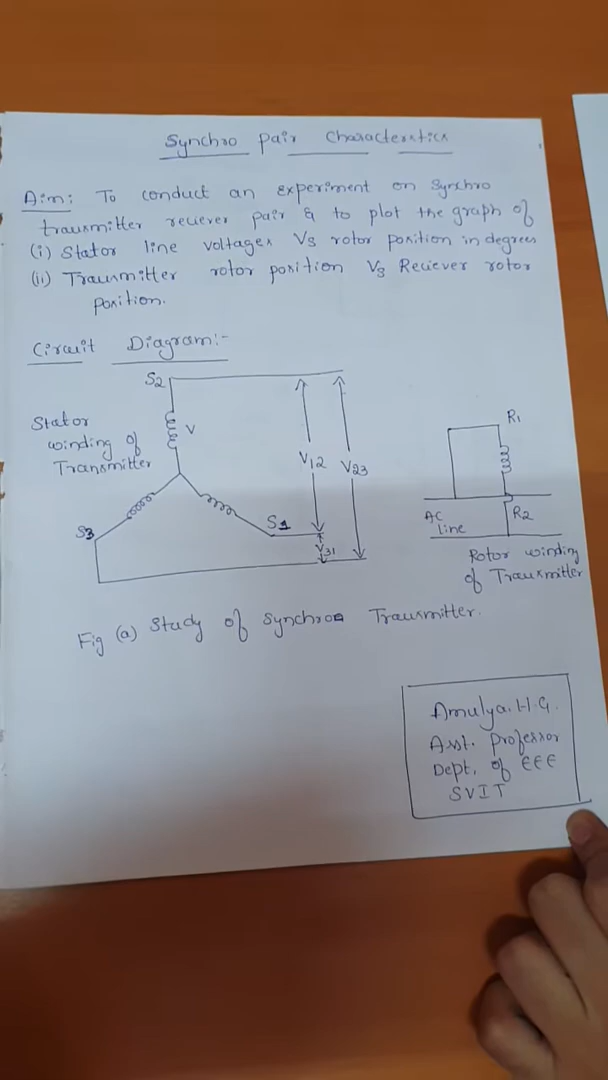 Synchro Pair Characterstics
Aim: To conduct an experiment on Synchro
transmitter reciever pair & to plot the graph of
(i) Stator line voltages Vs rotor position in degrees
(ii) Transmitter rotor position Vs Reciever rotor
position.
Circuit Diagram:-
S2
Stator
winding of
Transmitter
V
V12
V23
S3
S1
V31
R1
R2
AC
line
Rotor winding
of Transmitter
Fig (a) Study of Synchro Transmitter.
Amulya.H.G.
Asst. Professor
Dept. of EEE
SVIT